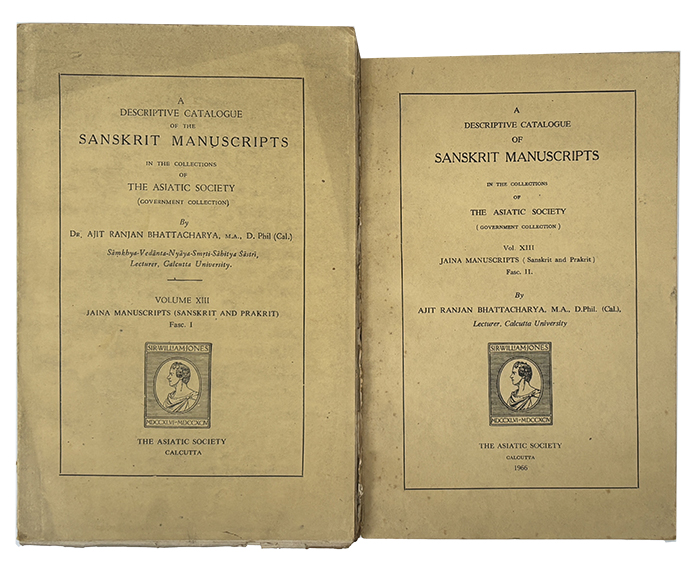 A
DESCRIPTIVE CATALOGUE
OF THE
SANSKRIT MANUSCRIPTS
IN THE COLLECTIONS
OF
THE ASIATIC SOCIETY
(GOVERNMENT COLLECTION)
By
DR. AJIT RANJAN BHATTACHARYA, M.A., D. Phil (Cal.)
Sāmkhya-Vedānta-Nyāya-Smṛti-Sāhitya Śāstri,
Lecturer, Calcutta University.
VOLUME XIII
JAINA MANUSCRIPTS (SANSKRIT AND PRAKRIT)
Fasc. I
SIR WILLIAM JONES
MDCCXLVI-MDCCXCIV
THE ASIATIC SOCIETY
CALCUTTA
A
DESCRIPTIVE CATALOGUE
OF
SANSKRIT MANUSCRIPTS
IN THE COLLECTIONS
OF
THE ASIATIC SOCIETY
( GOVERNMENT COLLECTION )
Vol. XIII
JAINA MANUSCRIPTS ( Sanskrit and Prakrit )
Fasc. II.
By
AJIT RANJAN BHATTACHARYA, M.A., D.Phil. (Cal.),
Lecturer, Calcutta University
SIR WILLIAM JONES
MDCCXLVI-MDCCXCIV
THE ASIATIC SOCIETY
CALCUTTA
1966